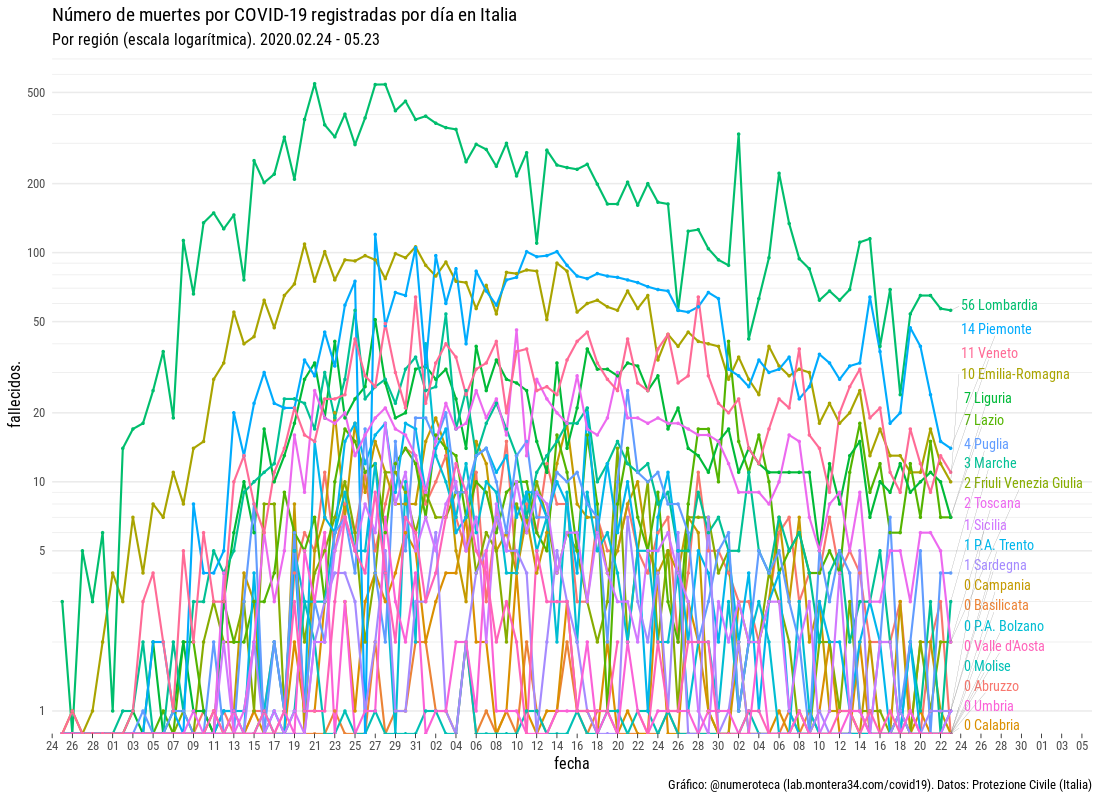 Número de muertes por COVID-19 registradas por día en Italia
Por región (escala logarítmica). 2020.02.24 - 05.23
fallecidos.
500
200
100
50
20
10
5
1
56 Lombardia
14 Piemonte
11 Veneto
10 Emilia-Romagna
7 Liguria
7 Lazio
4 Puglia
3 Marche
2 Friuli Venezia Giulia
2 Toscana
1 Sicilia
1 P.A. Trento
1 Sardegna
0 Campania
0 Basilicata
0 P.A. Bolzano
0 Valle d'Aosta
0 Molise
0 Abruzzo
0 Umbria
0 Calabria
24 26 28 01 03 05 07 09 11 13 15 17 19 21 23 25 27 29 31 02 04 06 08 10 12 14 16 18 20 22 24 26 28 30 02 04 06 08 10 12 14 16 18 20 22 24 26 28 30 01 03 05
fecha
Gráfico: @numeroteca (lab.montera34.com/covid19). Datos: Protezione Civile (Italia)